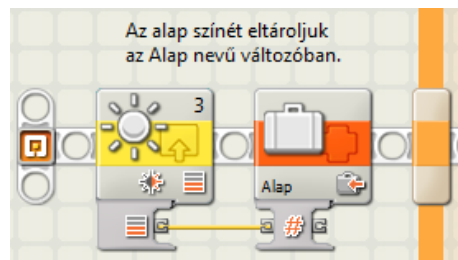 Az alap színét eltároljuk
az Alap nevű változóban.
3
Alap
#